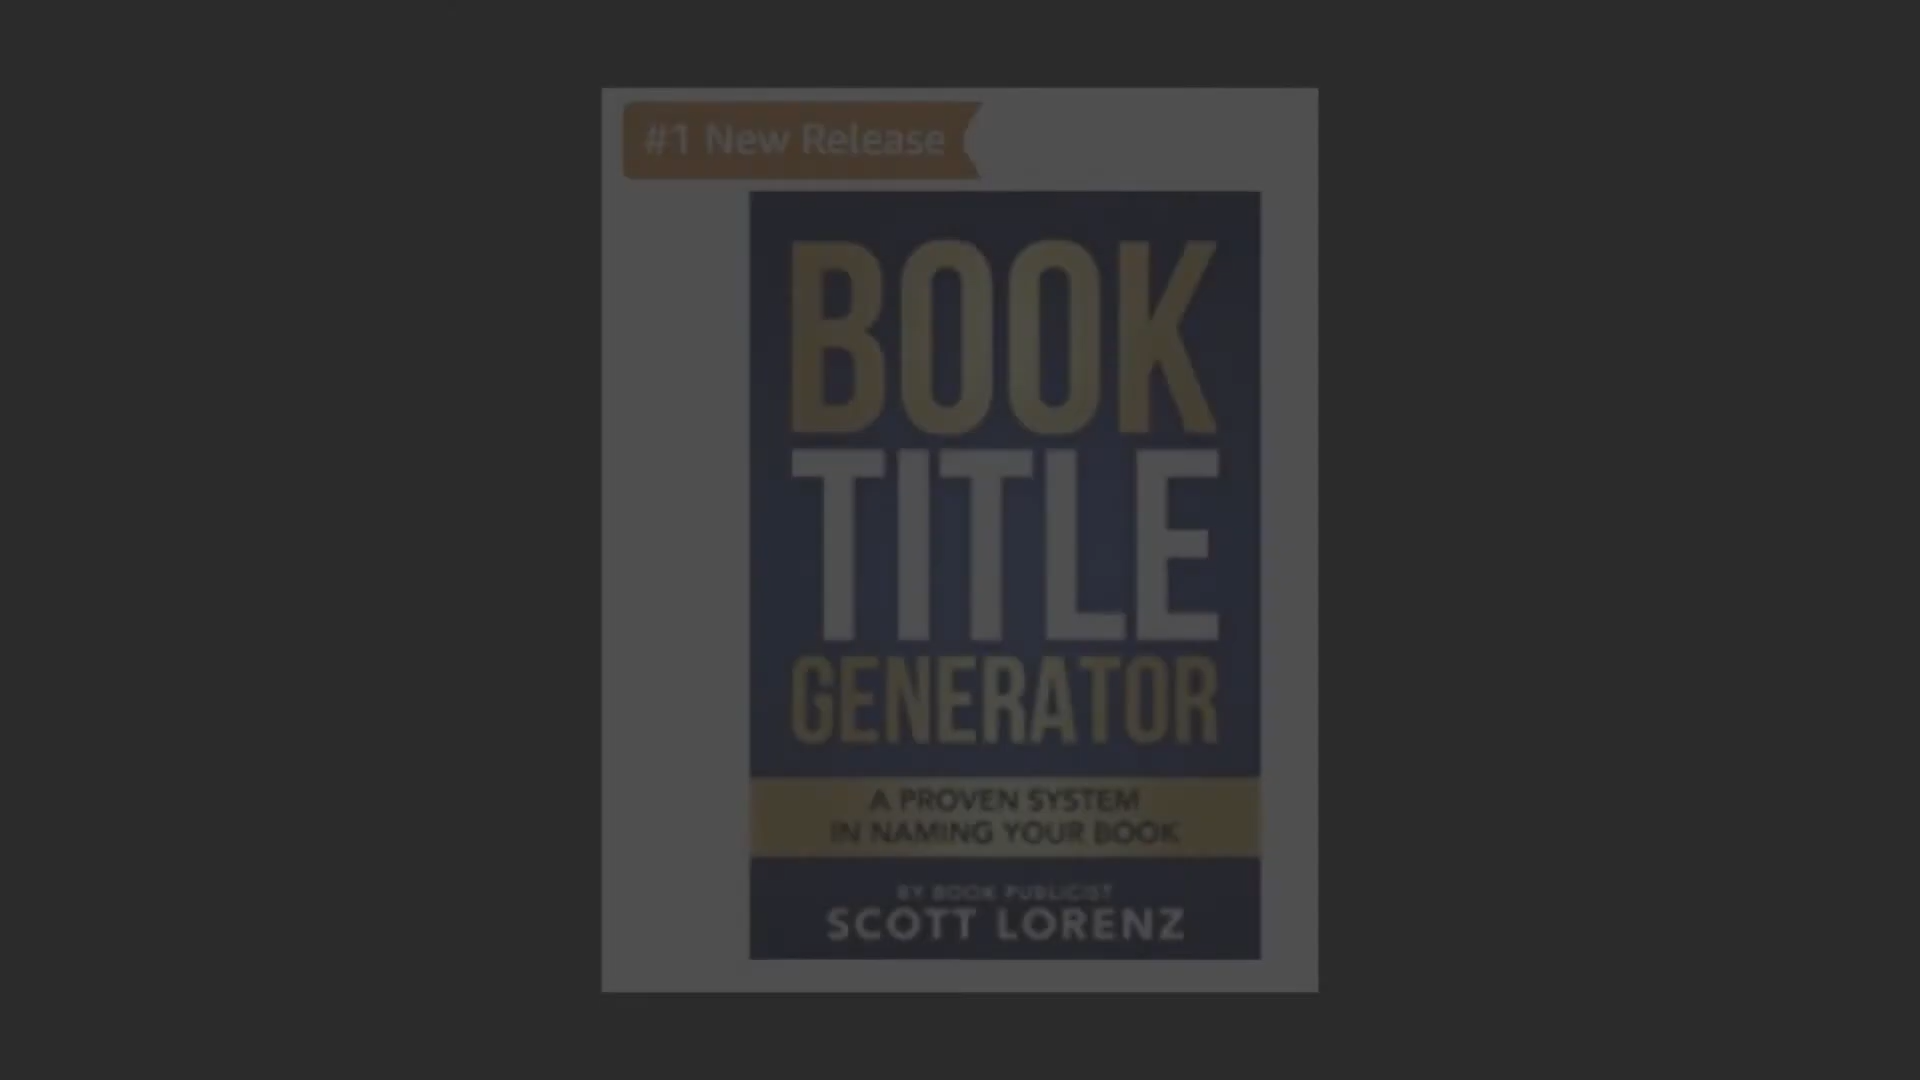 #1 New Release
BOOK
TITLE
GENERATOR
A PROVEN SYSTEM
IN NAMING YOUR BOOK
BY BOOK PUBLICIST
SCOTT LORENZ